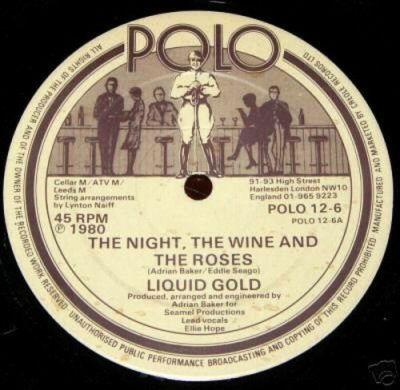 POLO
ALL RIGHTS OF THE PRODUCER AND OF THE OWNER OF THE RECORDED WORK RESERVED
UNAUTHORISED PUBLIC PERFORMANCE BROADCASTING AND COPYING OF THIS RECORD PROHIBITED
MANUFACTURED AND MARKETED BY CREOLE RECORDS LTD
Cellar M / ATV M /
Leeds M
String arrangements
by Lynton Naiff
91-93 High Street
Harlesden London NW10
England 01-965 9223
45 RPM
Ⓟ 1980
POLO 12-6
POLO 12-6A
THE NIGHT, THE WINE AND
THE ROSES
(Adrian Baker/Eddie Seago)
LIQUID GOLD
Produced, arranged and engineered by
Adrian Baker for
Seamel Productions
Lead vocals
Ellie Hope